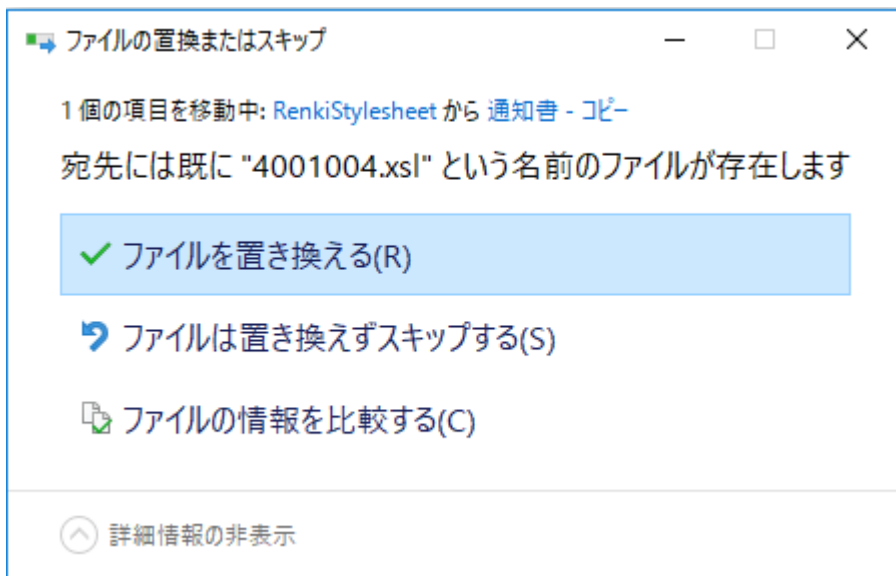 ファイルの置換またはスキップ
1 個の項目を移動中: RenkiStylesheet から 通知書 - コピー
宛先には既に "4001004.xsl" という名前のファイルが存在します
ファイルを置き換える(R)
ファイルは置き換えずスキップする(S)
ファイルの情報を比較する(C)
詳細情報の非表示